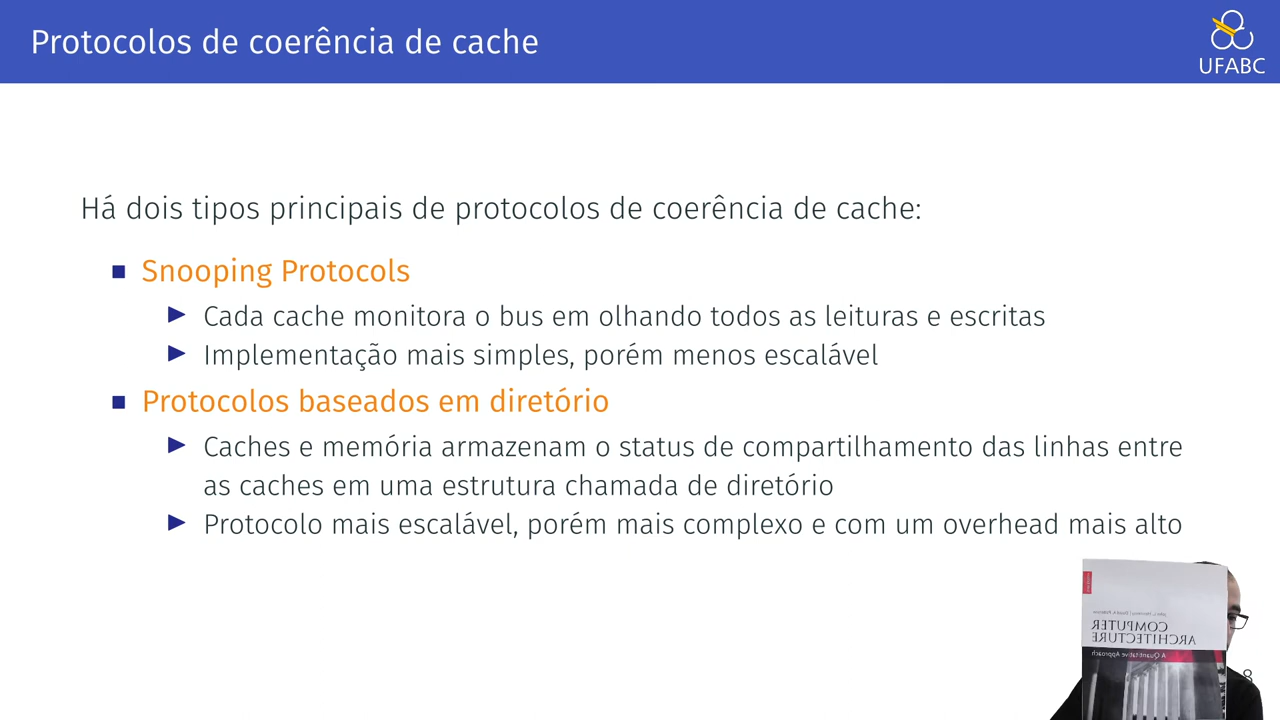 Protocolos de coerência de cache
UFABC
Há dois tipos principais de protocolos de coerência de cache:
Snooping Protocols
Cada cache monitora o bus em olhando todos as leituras e escritas
Implementação mais simples, porém menos escalável
Protocolos baseados em diretório
Caches e memória armazenam o status de compartilhamento das linhas entre
as caches em uma estrutura chamada de diretório
Protocolo mais escalável, porém mais complexo e com um overhead mais alto
COMPUTER
ARCHITECTURE
A Quantitative Approach
8